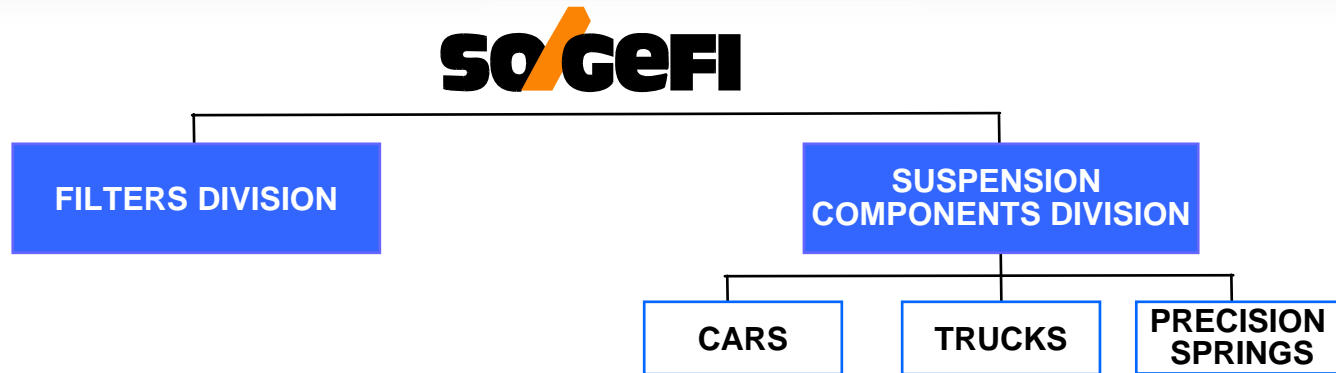 SOGEFI
FILTERS DIVISION
SUSPENSION
COMPONENTS DIVISION
CARS
TRUCKS
PRECISION
SPRINGS